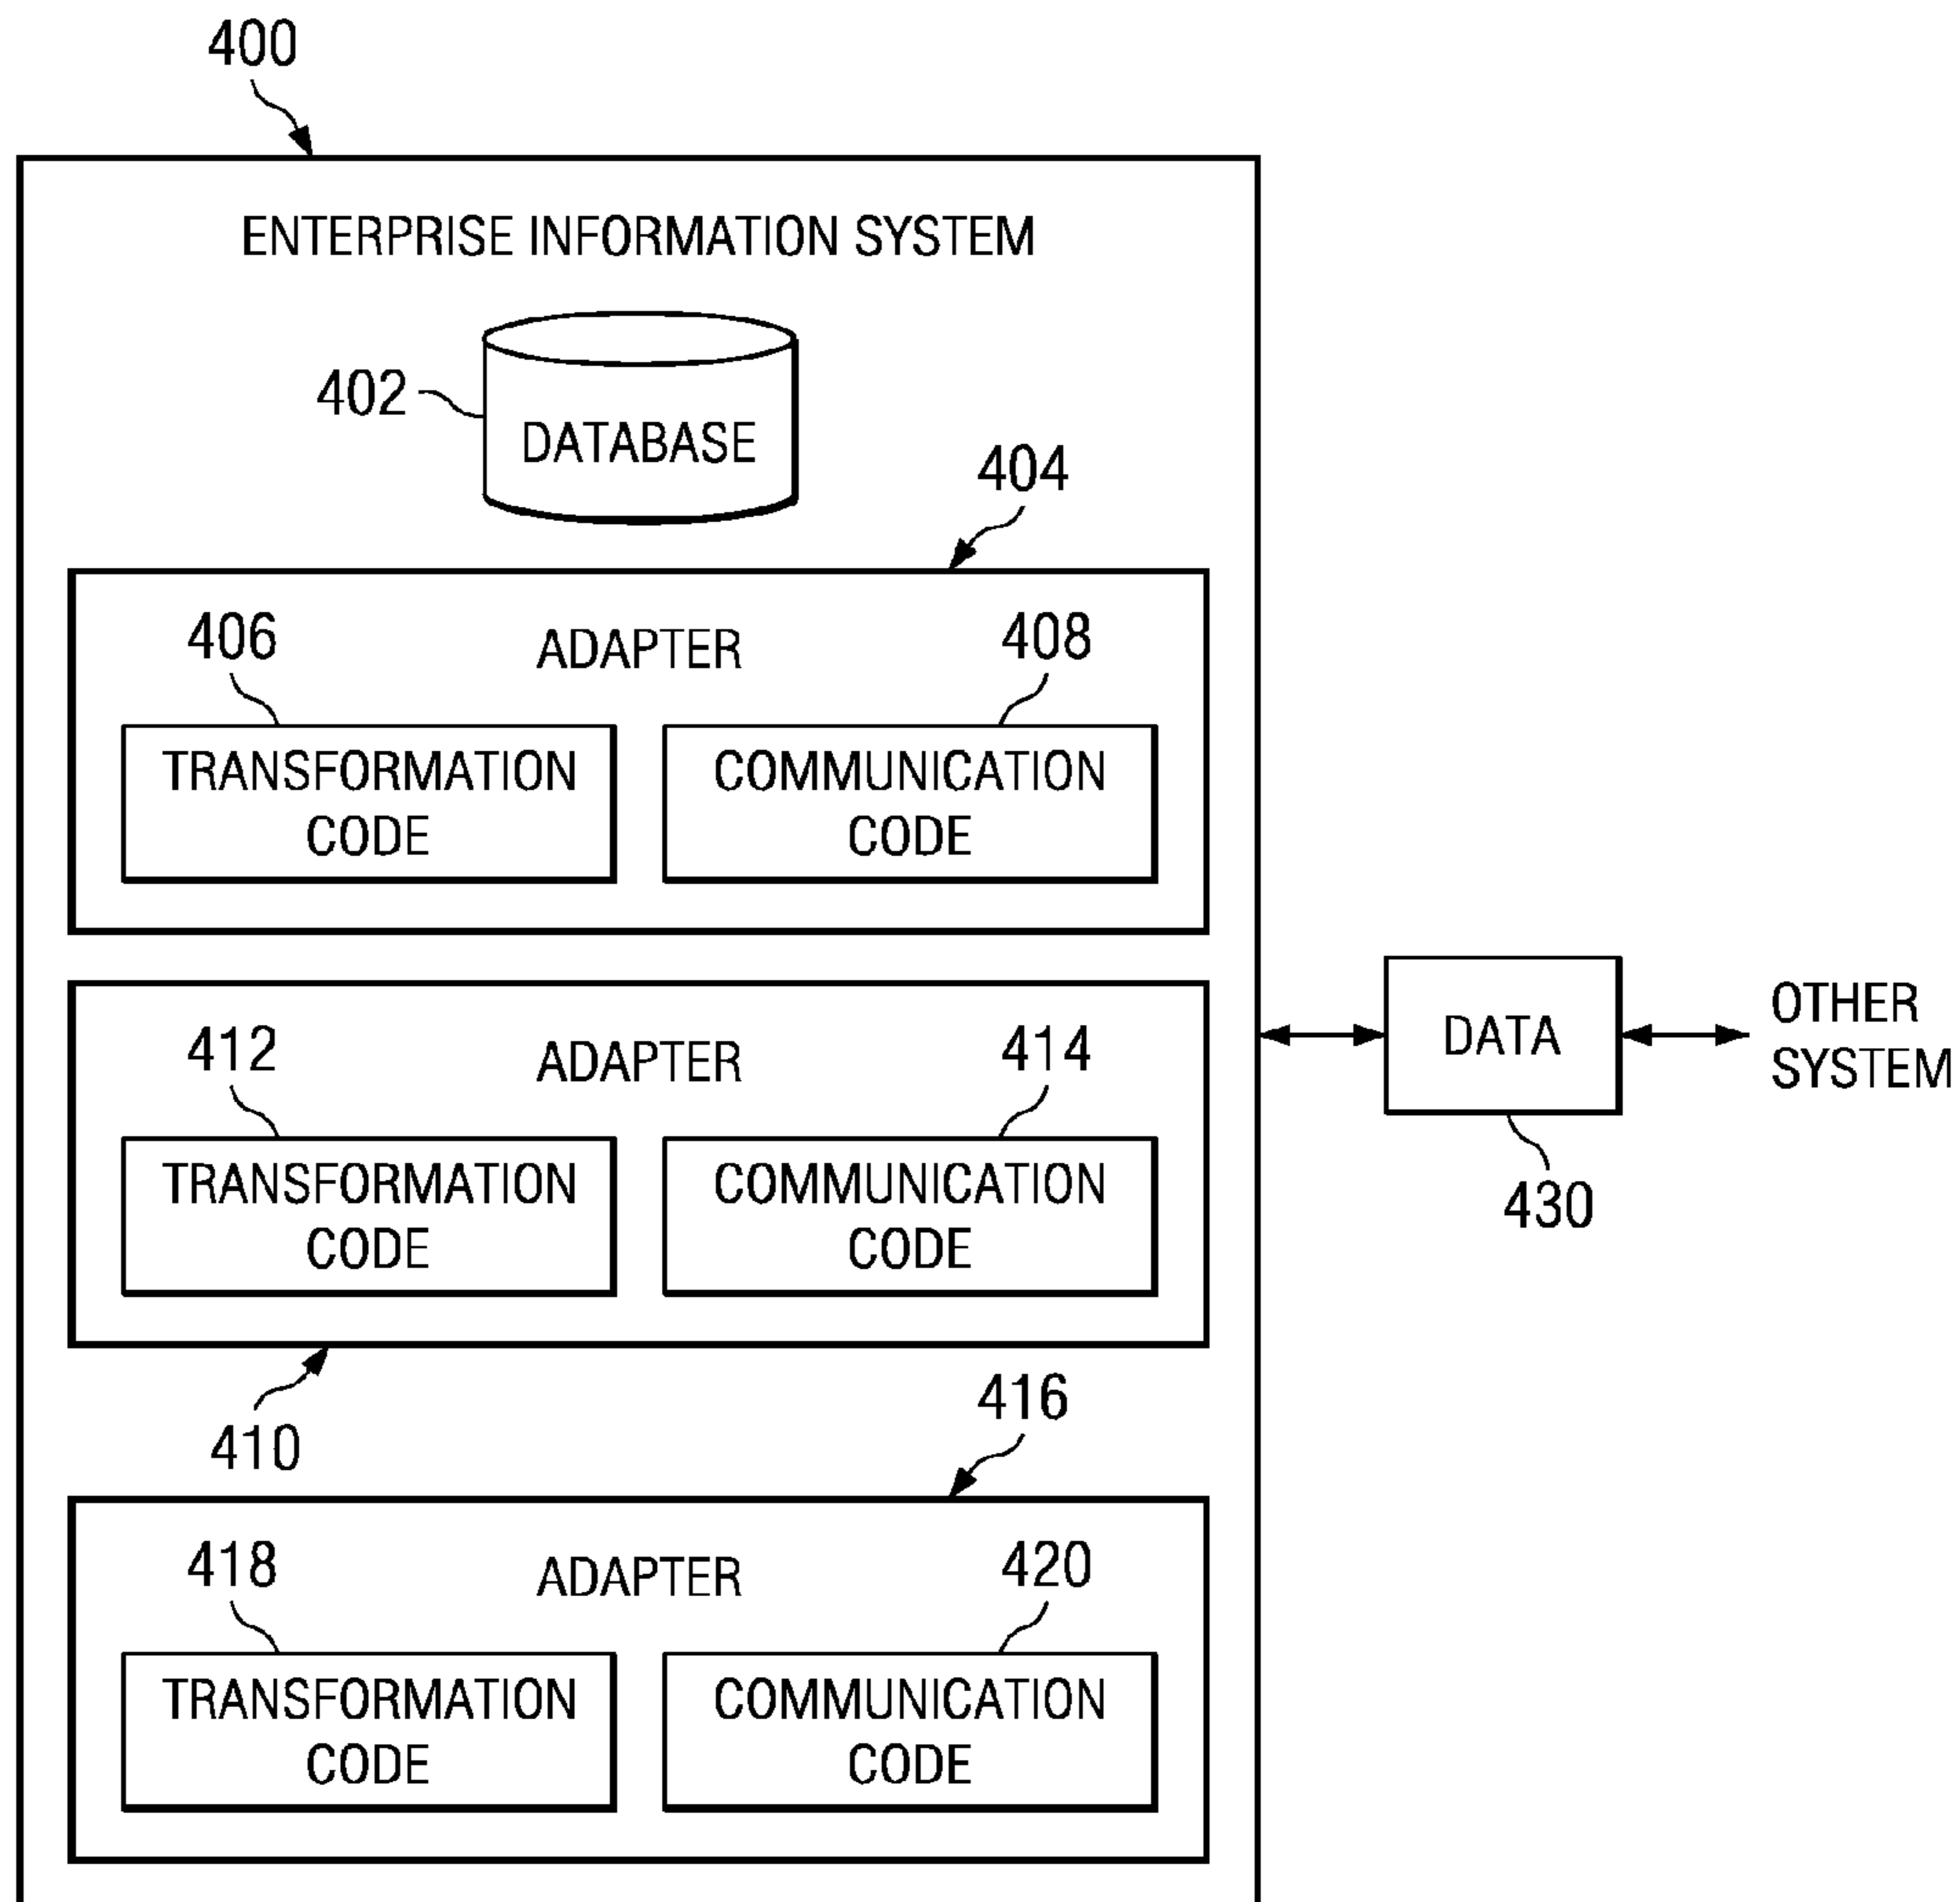 400
ENTERPRISE INFORMATION SYSTEM
402
DATABASE
404
406
ADAPTER
408
TRANSFORMATION
CODE
COMMUNICATION
CODE
412
ADAPTER
414
TRANSFORMATION
CODE
COMMUNICATION
CODE
410
DATA
430
OTHER
SYSTEM
416
418
ADAPTER
420
TRANSFORMATION
CODE
COMMUNICATION
CODE